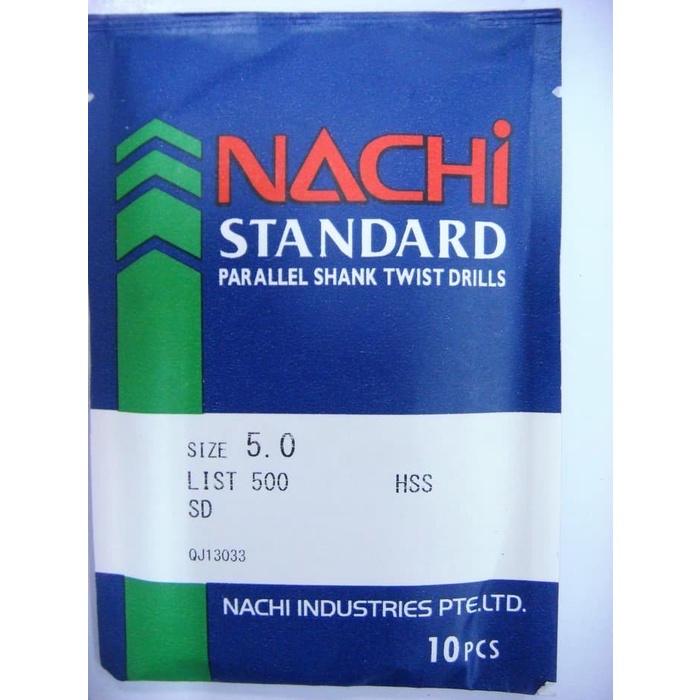 NACHi
STANDARD
PARALLEL SHANK TWIST DRILLS
SIZE 5.0
LIST 500 HSS
SD
QJ13033
NACHI INDUSTRIES PTE.LTD.
10PCS